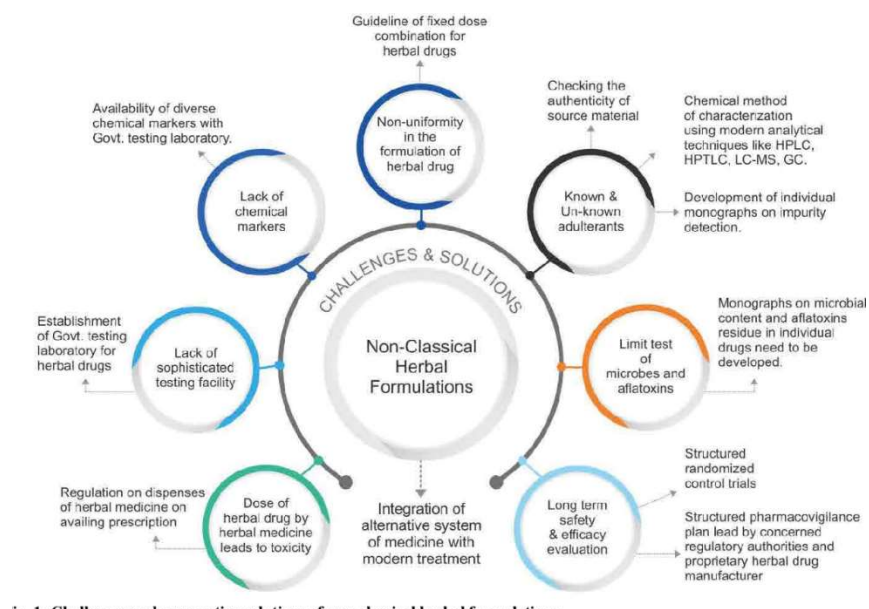 Guideline of fixed dose
combination for
herbal drugs
Availability of diverse
chemical markers with
Govt. testing laboratory.
Non-uniformity
in the
formulation of
herbal drug
Checking the
authenticity of
source material
Chemical method
of characterization
using modern analytical
techniques like HPLC,
HPTLC, LC-MS, GC.
Lack of
chemical
markers
Known &
Un-known
adulterants
Development of individual
monographs on impurity
detection.
CHALLENGES & SOLUTIONS
Establishment
of Govt. testing
laboratory for
herbal drugs
Lack of
sophisticated
testing facility
Non-Classical
Herbal
Formulations
Limit test
of
microbes and
aflatoxins
Monographs on microbial
content and aflatoxins
residue in individual
drugs need to be
developed.
Regulation on dispenses
of herbal medicine on
availing prescription
Dose of
herbal drug by
herbal medicine
leads to toxicity
Integration of
alternative system
of medicine with
modern treatment
Long term
safety
& efficacy
evaluation
Structured
randomized
control trials
Structured pharmacovigilance
plan lead by concerned
regulatory authorities and
proprietary herbal drug
manufacturer